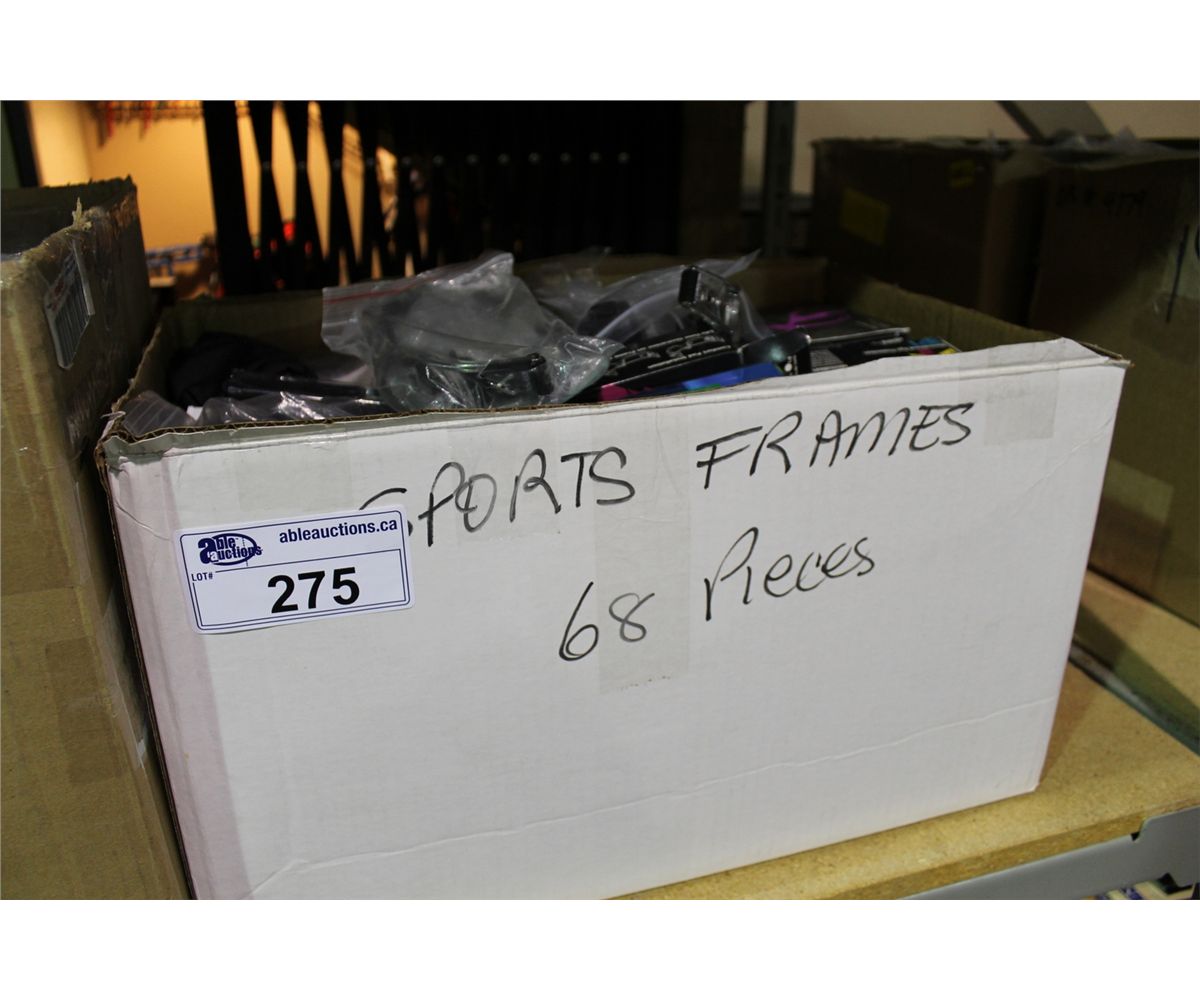 SPORTS FRAMES
68 Pieces
able auctions
ableauctions.ca
LOT#
275